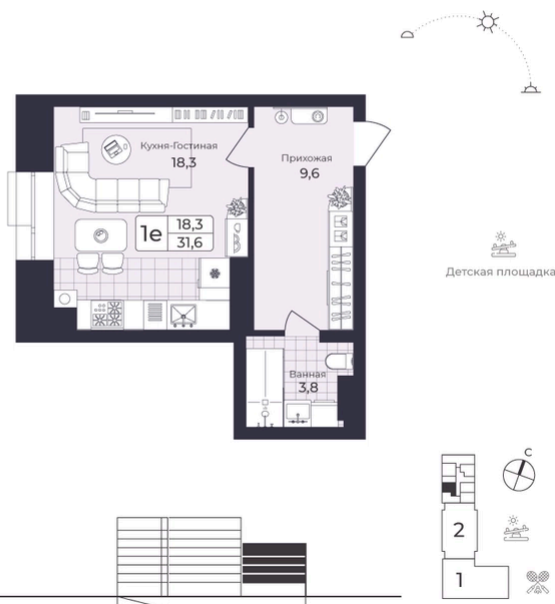 Кухня-Гостиная
18,3
Прихожая
9,6
1е
18,3
31,6
Детская площадка
Ванная
3,8
С
2
1